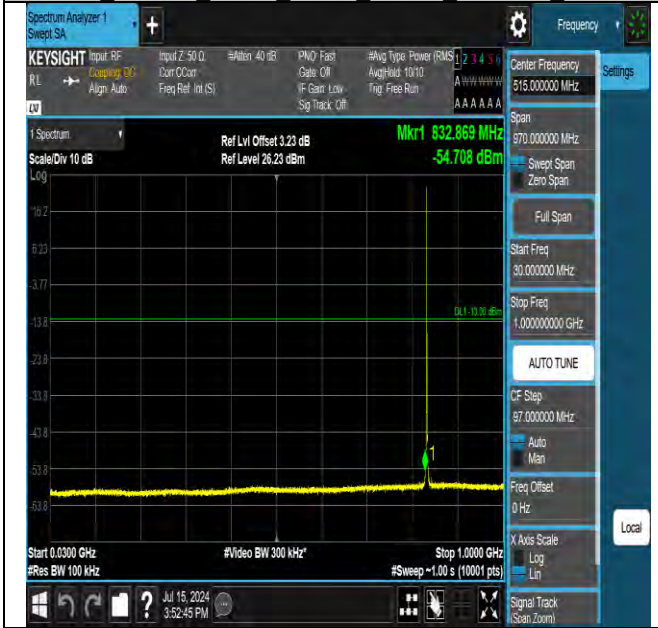 Spectrum Analyzer 1
Swept SA
+
Frequency
KEYSIGHT
Input: RF
Input Z: 50 Ω
#Atten: 40 dB
PNO: Fast
#Avg Type: Power (RMS
1 2 3 4 5 6
RL
Coupling: DC
Corr CCorr
Gate: Off
Avg|Hold: 10/10
A W W W W W
Align: Auto
Freq Ref: Int (S)
IF Gain: Low
Trig: Free Run
Sig Track: Off
A A A A A A
LXI
1 Spectrum
Ref Lvl Offset 3.23 dB
Mkr1 832.869 MHz
Scale/Div 10 dB
Ref Level 26.23 dBm
-54.708 dBm
Log
16.2
6.23
-3.77
-13.8
DL1 -13.00 dBm
-23.8
-33.8
-43.8
1
-53.8
-63.8
Start 0.0300 GHz
#Video BW 300 kHz*
Stop 1.0000 GHz
#Res BW 100 kHz
#Sweep ~1.00 s (10001 pts)
?
Jul 15, 2024
3:52:45 PM
Center Frequency
515.000000 MHz
Settings
Span
970.000000 MHz
Swept Span
Zero Span
Full Span
Start Freq
30.000000 MHz
Stop Freq
1.000000000 GHz
AUTO TUNE
CF Step
97.000000 MHz
Auto
Man
Freq Offset
0 Hz
Local
X Axis Scale
Log
Lin
Signal Track
(Span Zoom)